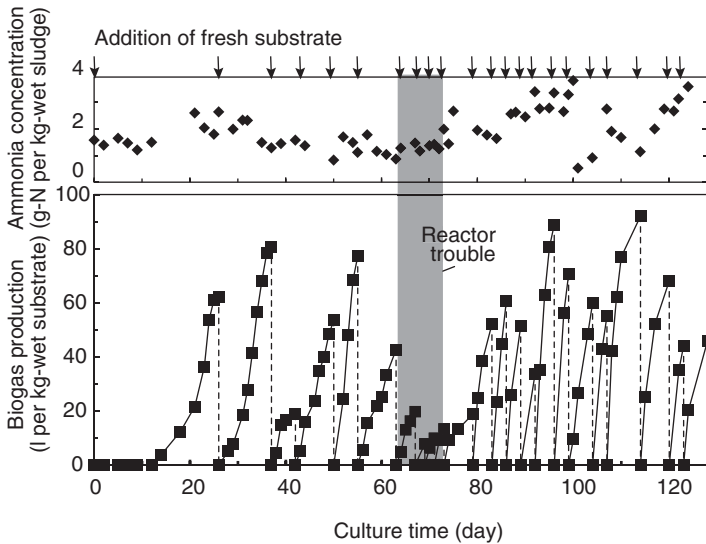 Addition of fresh substrate
Ammonia concentration
(g-N per kg-wet sludge)
4
2
0
Biogas production
(l per kg-wet substrate)
100
80
60
40
20
0
Reactor
trouble
0 20 40 60 80 100 120
Culture time (day)